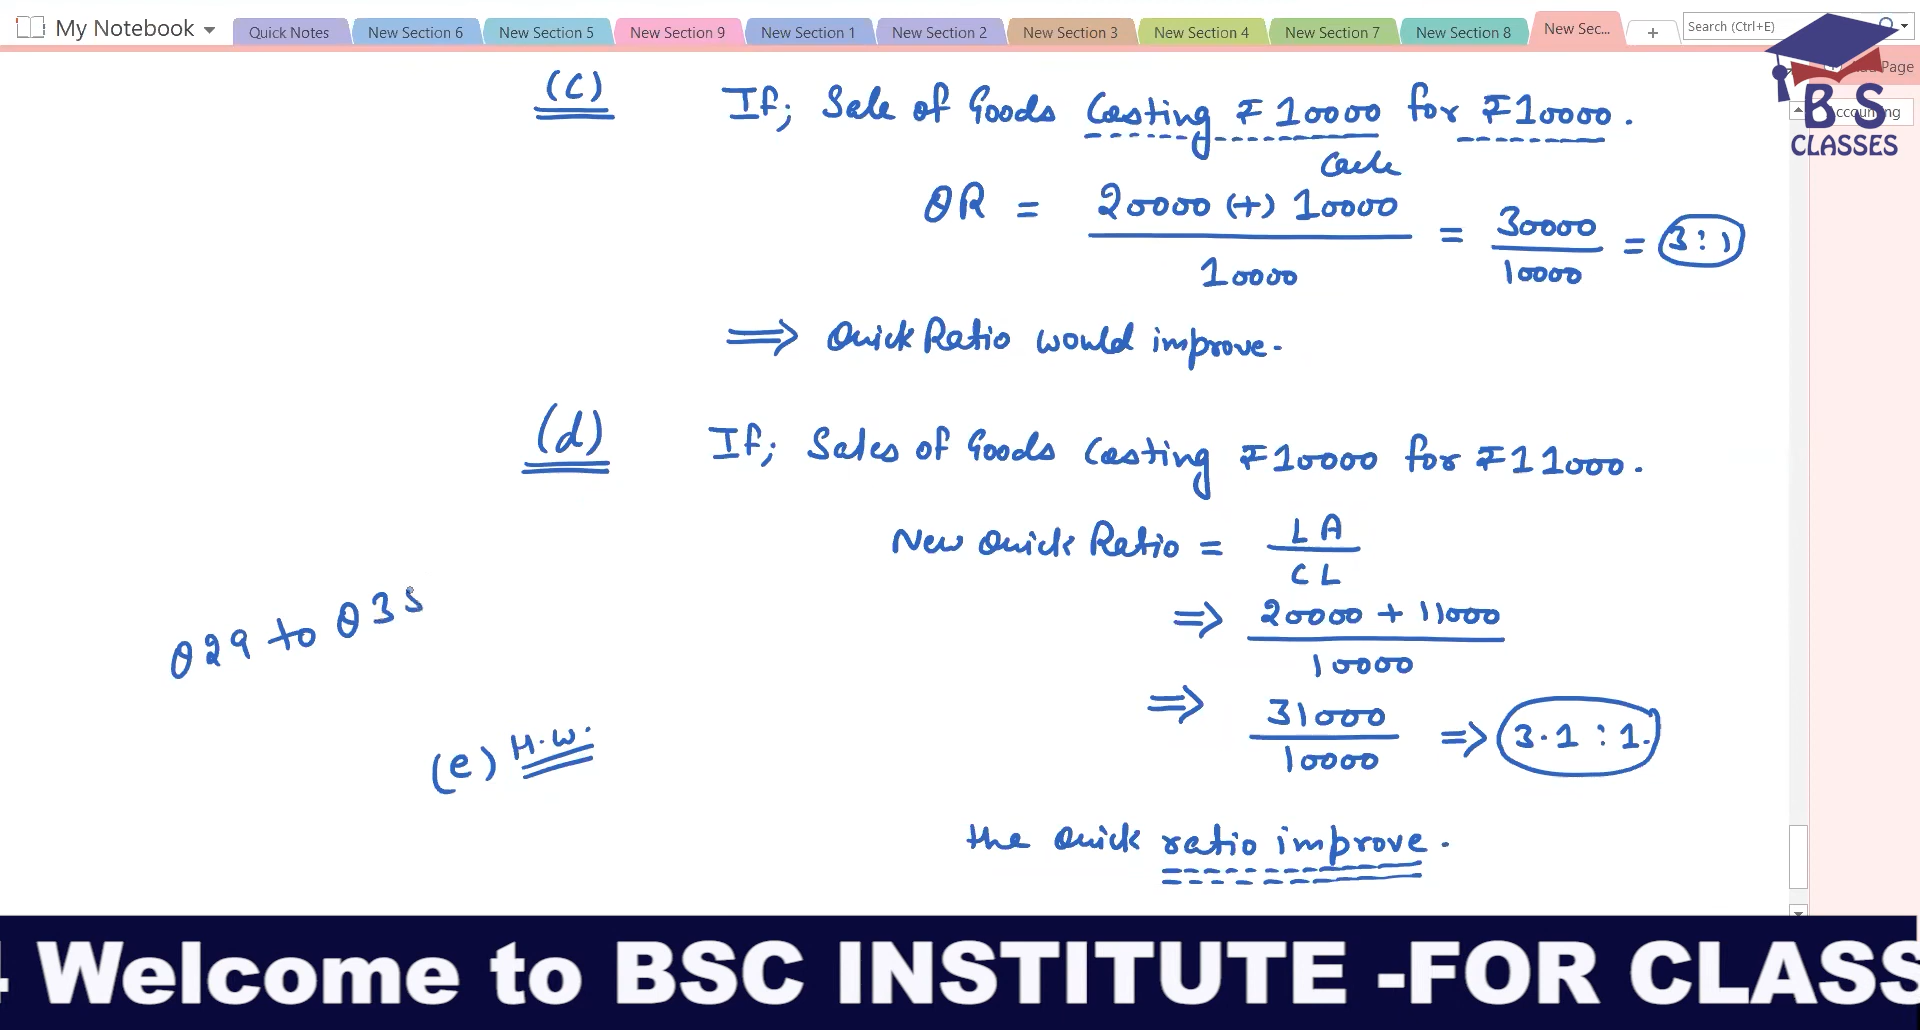 My Notebook Quick Notes New Section 6 New Section 5 New Section 9 New Section 1 New Section 2 New Section 3 New Section 4 New Section 7 New Section 8 New Sec... + Search (Ctrl+E)
Page
BS
CLASSES
(c) If; Sale of Goods Costing ₹10000 for ₹10000.
Cash
QR = 20000 (+) 10000 / 10000 = 30000 / 10000 = 3:1
⇒ Quick Ratio would improve.
(d) If; Sales of Goods Costing ₹10000 for ₹11000.
New Quick Ratio = LA / CL
⇒ 20000 + 11000 / 10000
⇒ 31000 / 10000 ⇒ 3.1 : 1.
Q29 to Q35
(e) H.W.
the Quick ratio improve.
Welcome to BSC INSTITUTE -FOR CLASS